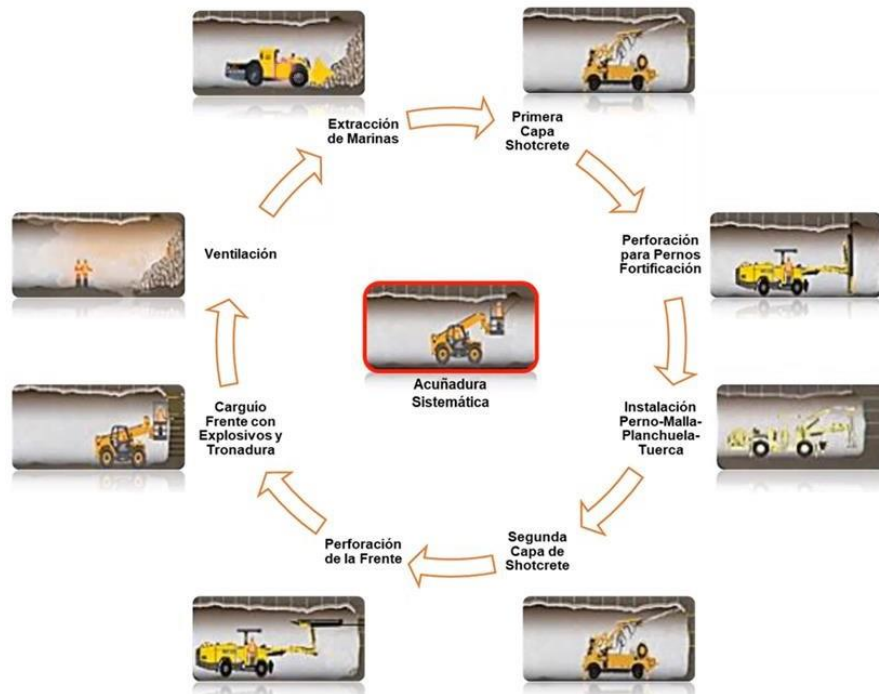 Extracción
de Marinas
Primera
Capa
Shotcrete
Perforación
para Pernos
Fortificación
Instalación
Perno-Malla-
Planchuela-
Tuerca
Segunda
Capa de
Shotcrete
Perforación
de la Frente
Carguío
Frente con
Explosivos y
Tronadura
Ventilación
Acuñadura
Sistemática